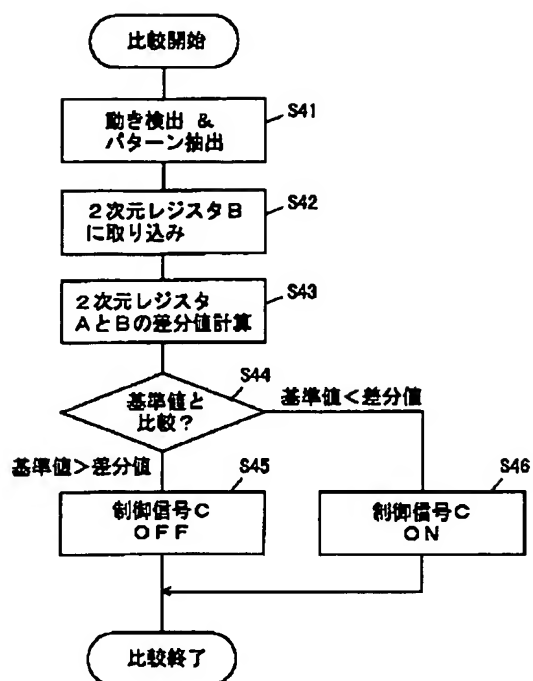 比較開始
動き検出 &
パターン抽出
S41
2次元レジスタB
に取り込み
S42
2次元レジスタ
AとBの差分値計算
S43
基準値と
比較?
S44
基準値<差分値
基準値>差分値
制御信号C
OFF
S45
制御信号C
ON
S46
比較終了